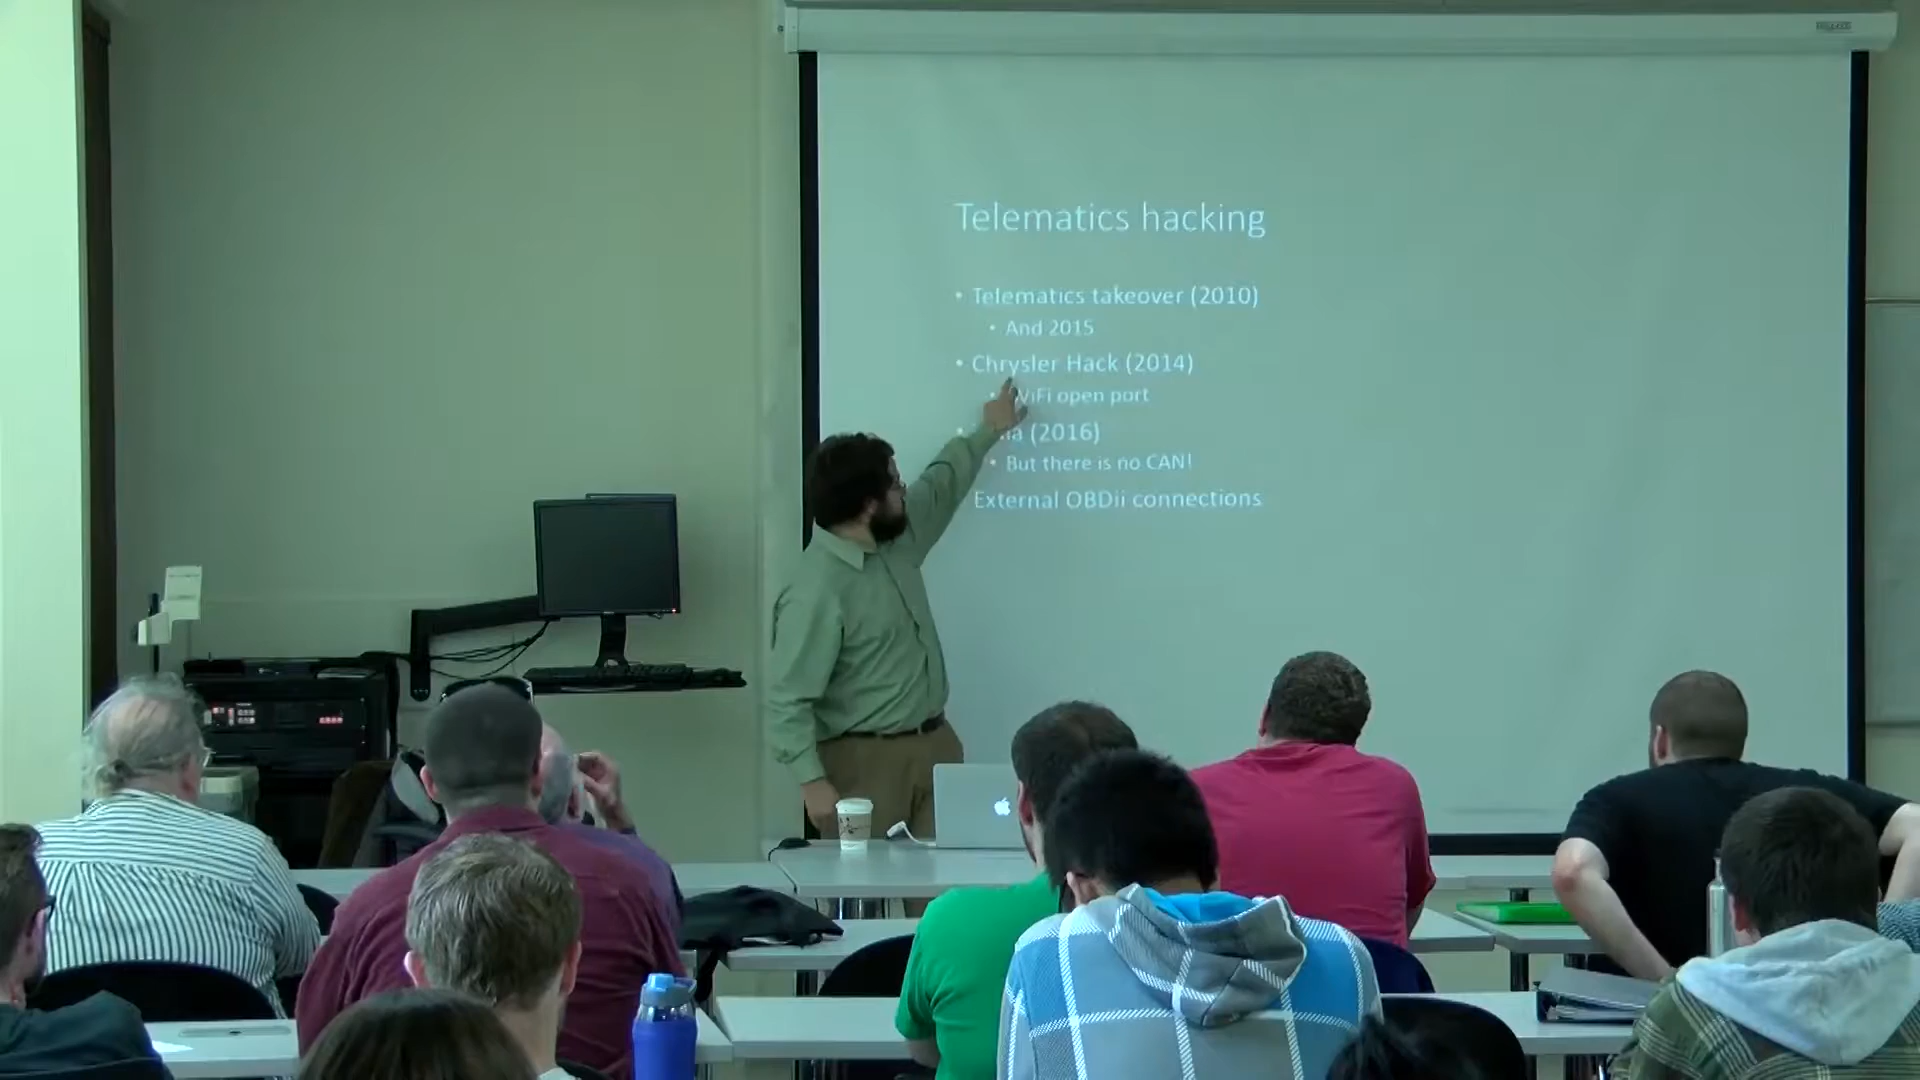 Telematics hacking
• Telematics takeover (2010)
• And 2015
• Chrysler Hack (2014)
• WiFi open port
• (2016)
• But there is no CAN!
External OBDii connections